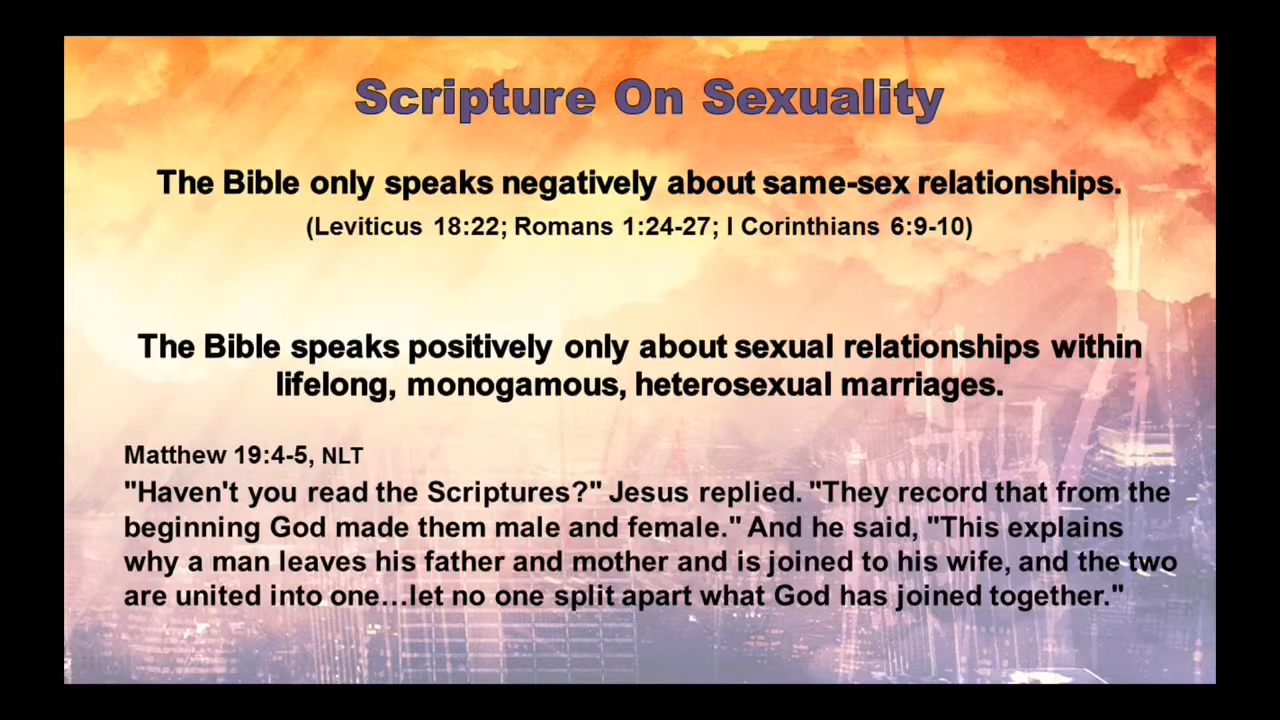 Scripture On Sexuality
The Bible only speaks negatively about same-sex relationships.
(Leviticus 18:22; Romans 1:24-27; I Corinthians 6:9-10)
The Bible speaks positively only about sexual relationships within
lifelong, monogamous, heterosexual marriages.
Matthew 19:4-5, NLT
"Haven't you read the Scriptures?" Jesus replied. "They record that from the
beginning God made them male and female." And he said, "This explains
why a man leaves his father and mother and is joined to his wife, and the two
are united into one...let no one split apart what God has joined together."